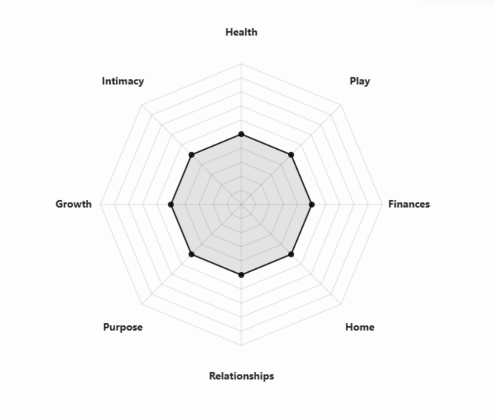 Health
Intimacy
Play
Growth
Finances
Purpose
Home
Relationships